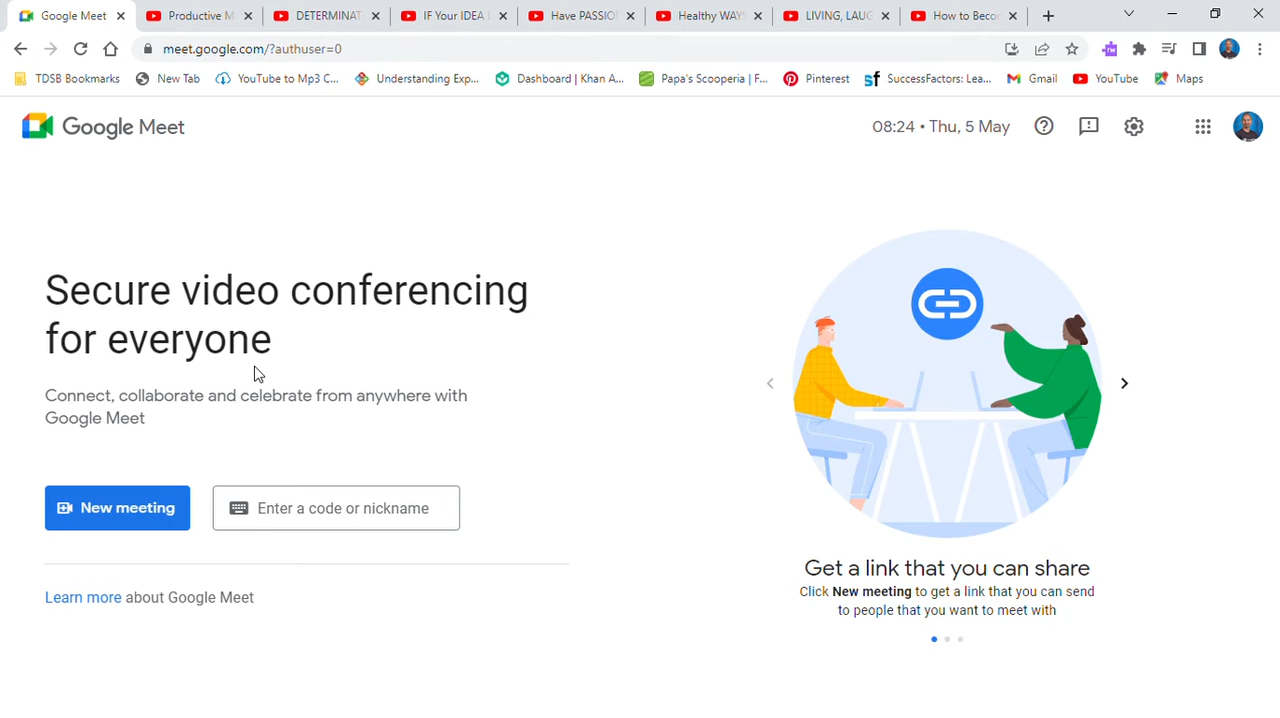 Google Meet
Productive M
DETERMINAT
IF Your IDEA
Have PASSIO
Healthy WAYS
LIVING, LAUG
How to Becor
meet.google.com/?authuser=0
TDSB Bookmarks
New Tab
YouTube to Mp3 C...
Understanding Exp...
Dashboard | Khan A...
Papa's Scooperia | F...
Pinterest
SuccessFactors: Lea...
Gmail
YouTube
Maps
Google Meet
08:24 • Thu, 5 May
Secure video conferencing
for everyone
Connect, collaborate and celebrate from anywhere with
Google Meet
New meeting
Enter a code or nickname
Learn more about Google Meet
Get a link that you can share
Click New meeting to get a link that you can send
to people that you want to meet with